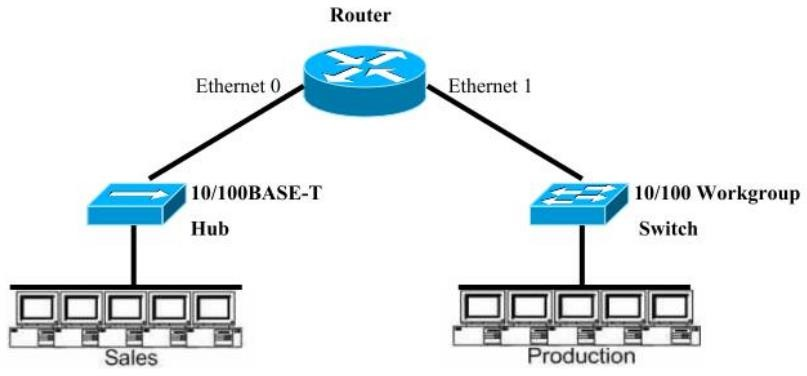 Router
Ethernet 0
Ethernet 1
10/100BASE-T
Hub
10/100 Workgroup
Switch
Sales
Production